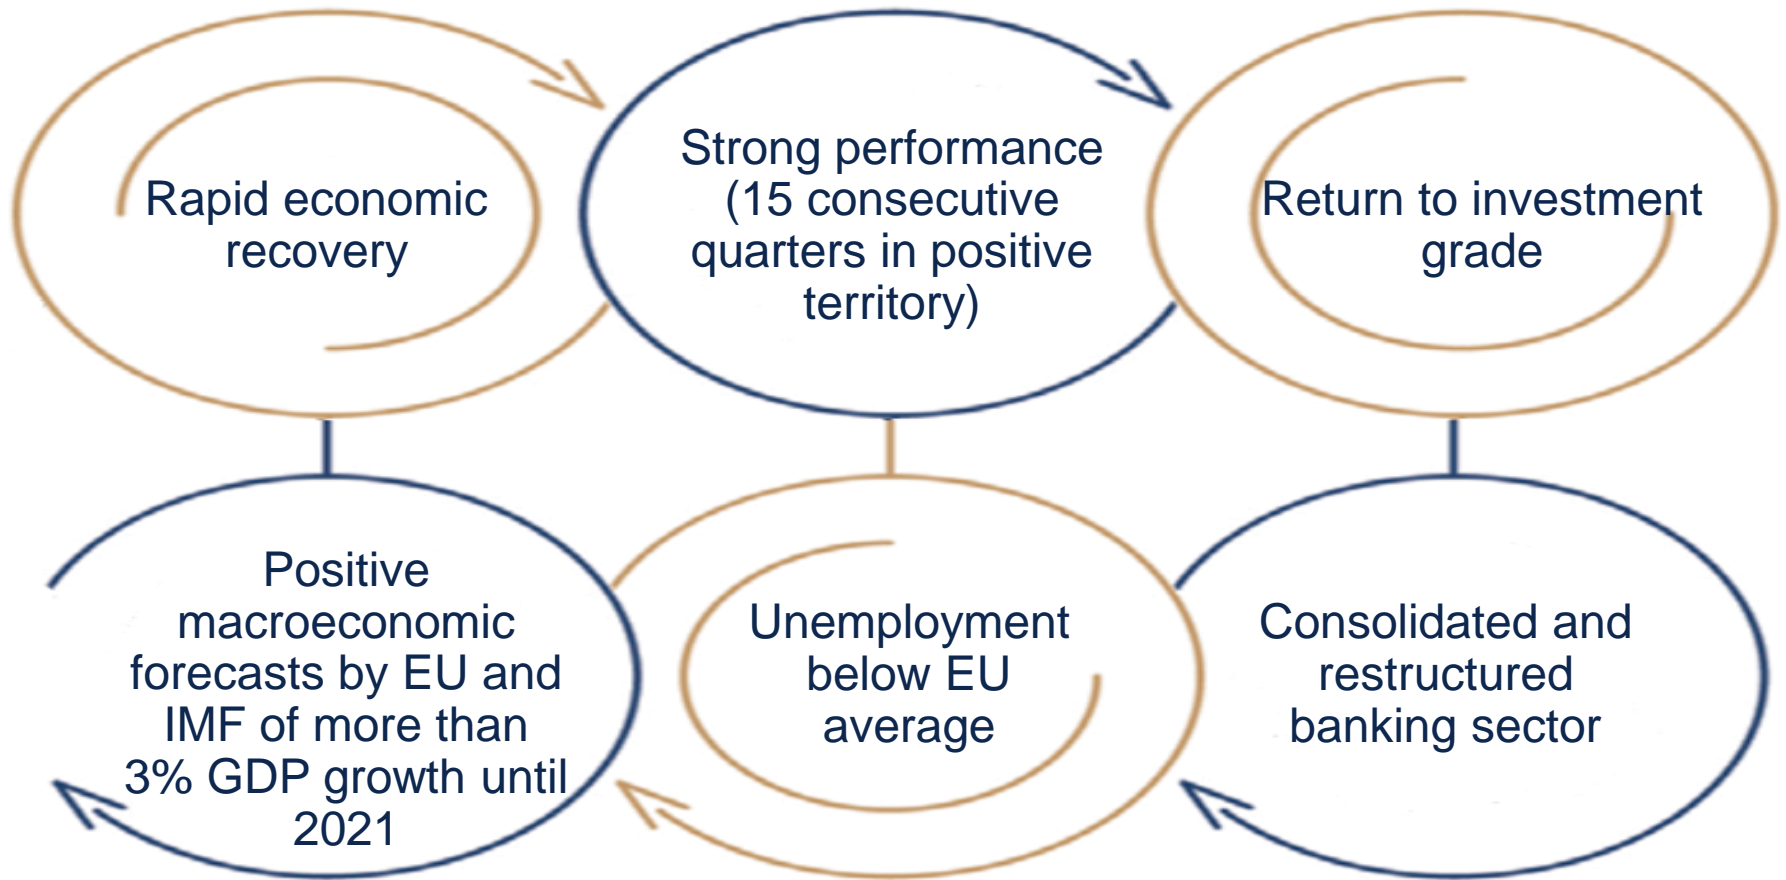 Rapid economic
recovery
Strong performance
(15 consecutive
quarters in positive
territory)
Return to investment
grade
Positive
macroeconomic
forecasts by EU and
IMF of more than
3% GDP growth until
2021
Unemployment
below EU
average
Consolidated and
restructured
banking sector